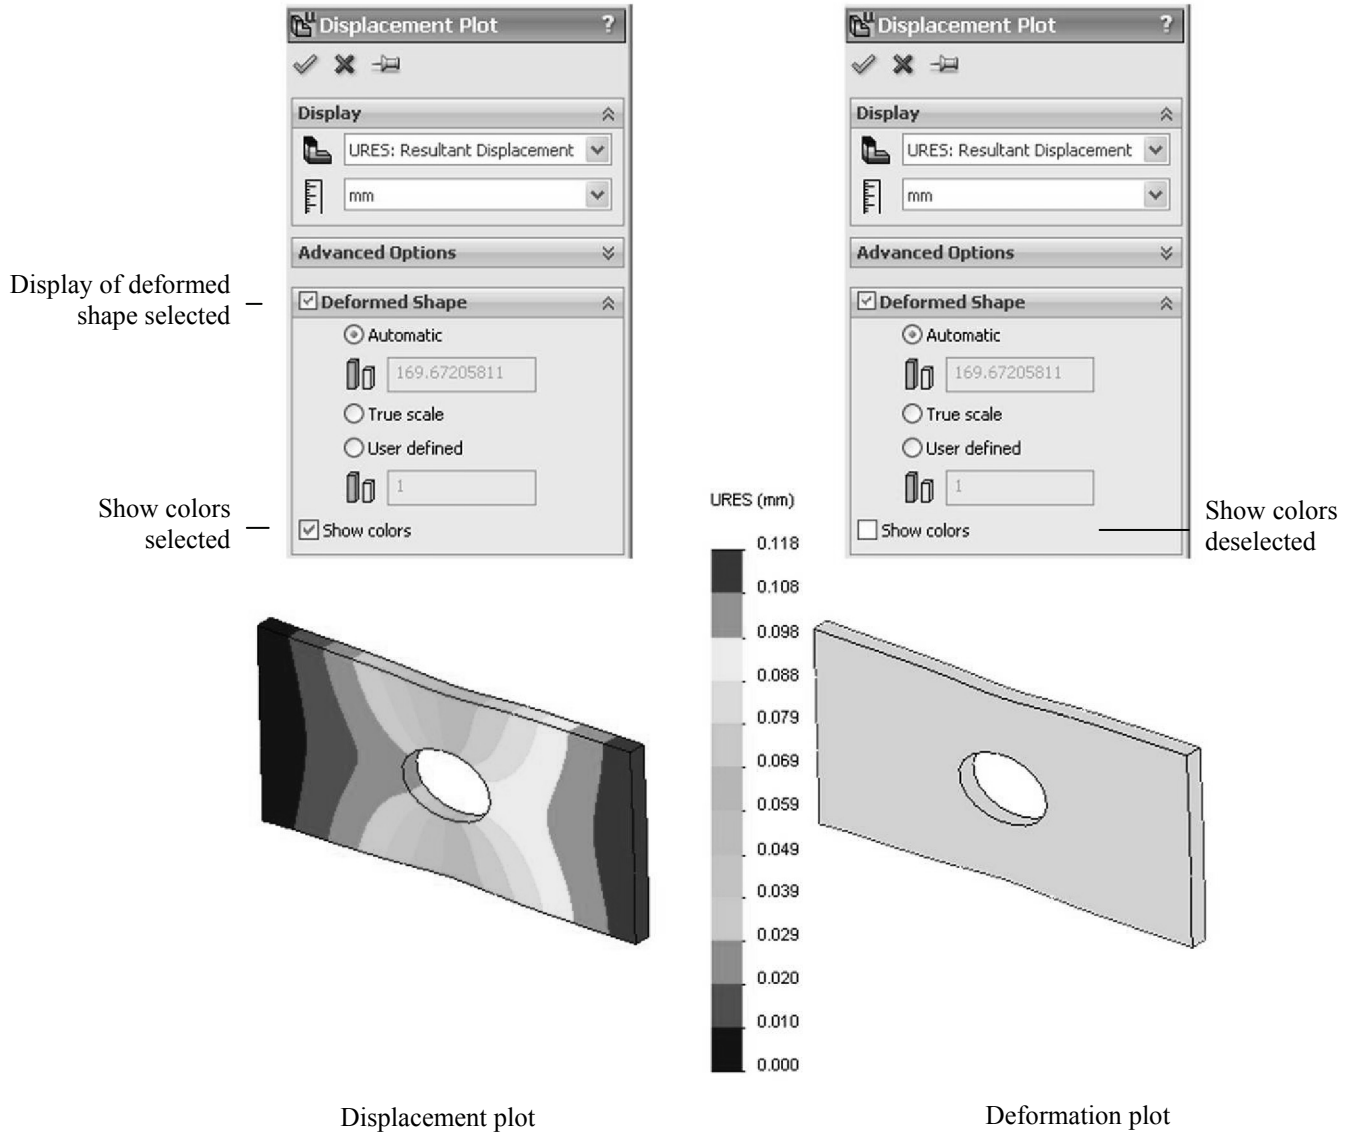 Displacement Plot ?
Display
URES: Resultant Displacement
mm
Advanced Options
Display of deformed
shape selected
Deformed Shape
Automatic
169.67205811
True scale
User defined
1
Show colors
selected
Show colors
Displacement Plot ?
Display
URES: Resultant Displacement
mm
Advanced Options
Deformed Shape
Automatic
169.67205811
True scale
User defined
1
Show colors
Show colors
deselected
URES (mm)
0.118
0.108
0.098
0.088
0.079
0.069
0.059
0.049
0.039
0.029
0.020
0.010
0.000
Displacement plot
Deformation plot